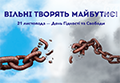 ВІЛЬНІ ТВОРЯТЬ МАЙБУТНЄ!
21 листопада — День Гідності та Свободи